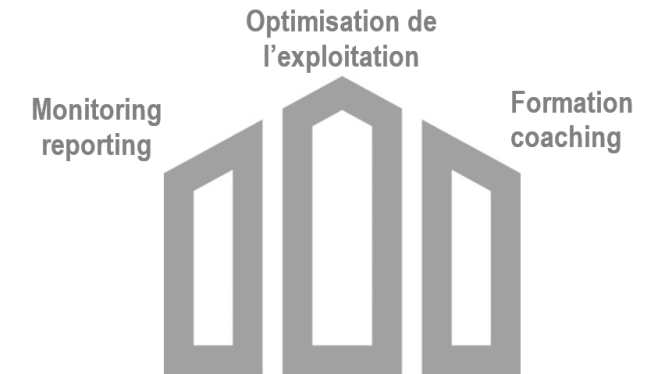 Optimisation de
l’exploitation
Monitoring
reporting
Formation
coaching